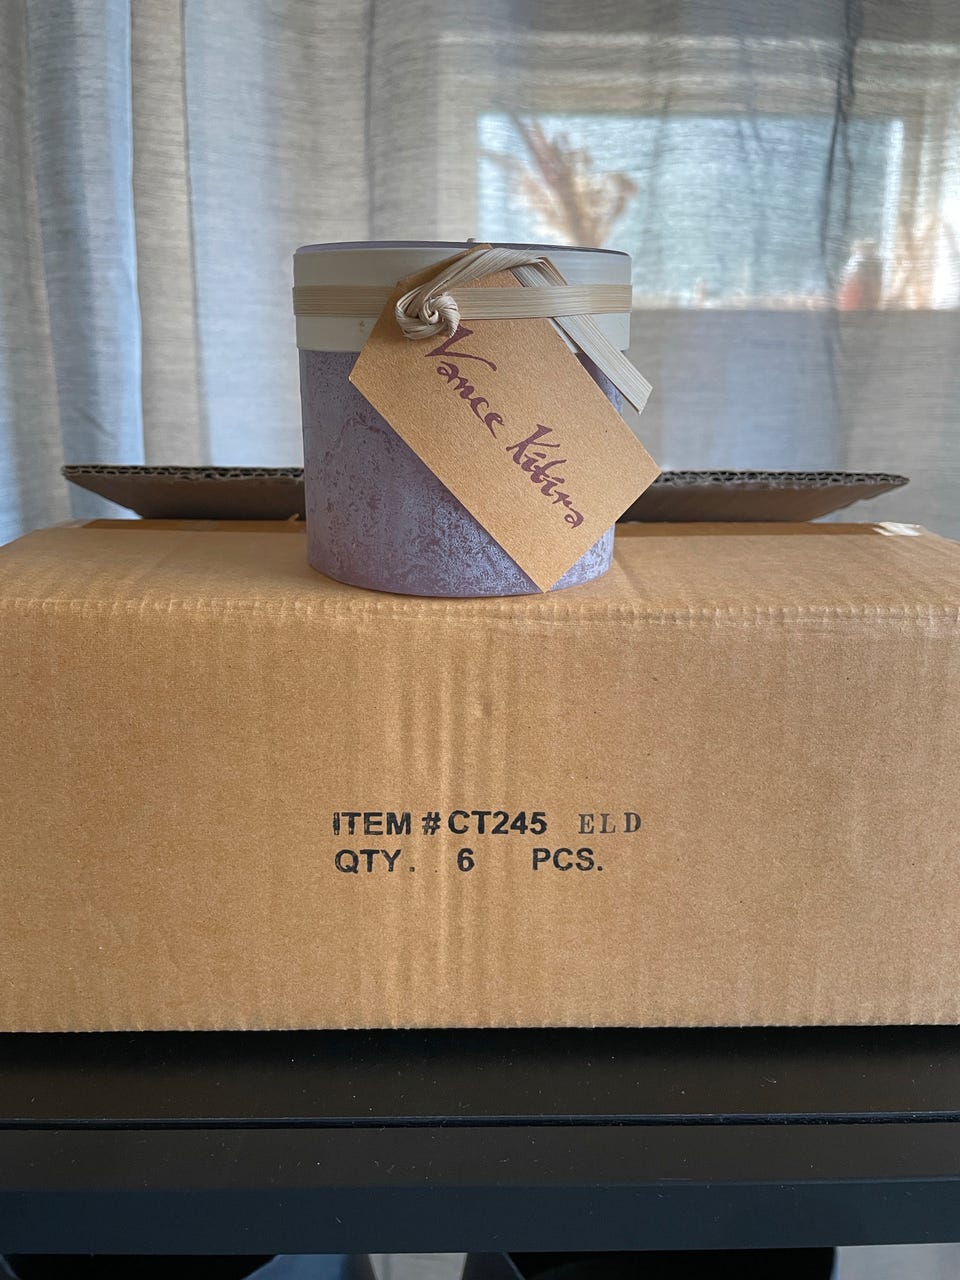 Vance Kitira
ITEM # CT245 ELD
QTY. 6 PCS.